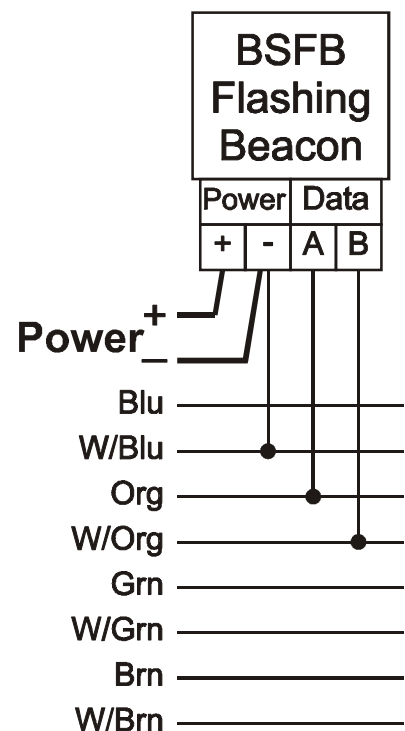 BSFB
Flashing
Beacon
Power Data
+ - A B
+
Power
–
Blu
W/Blu
Org
W/Org
Grn
W/Grn
Brn
W/Brn